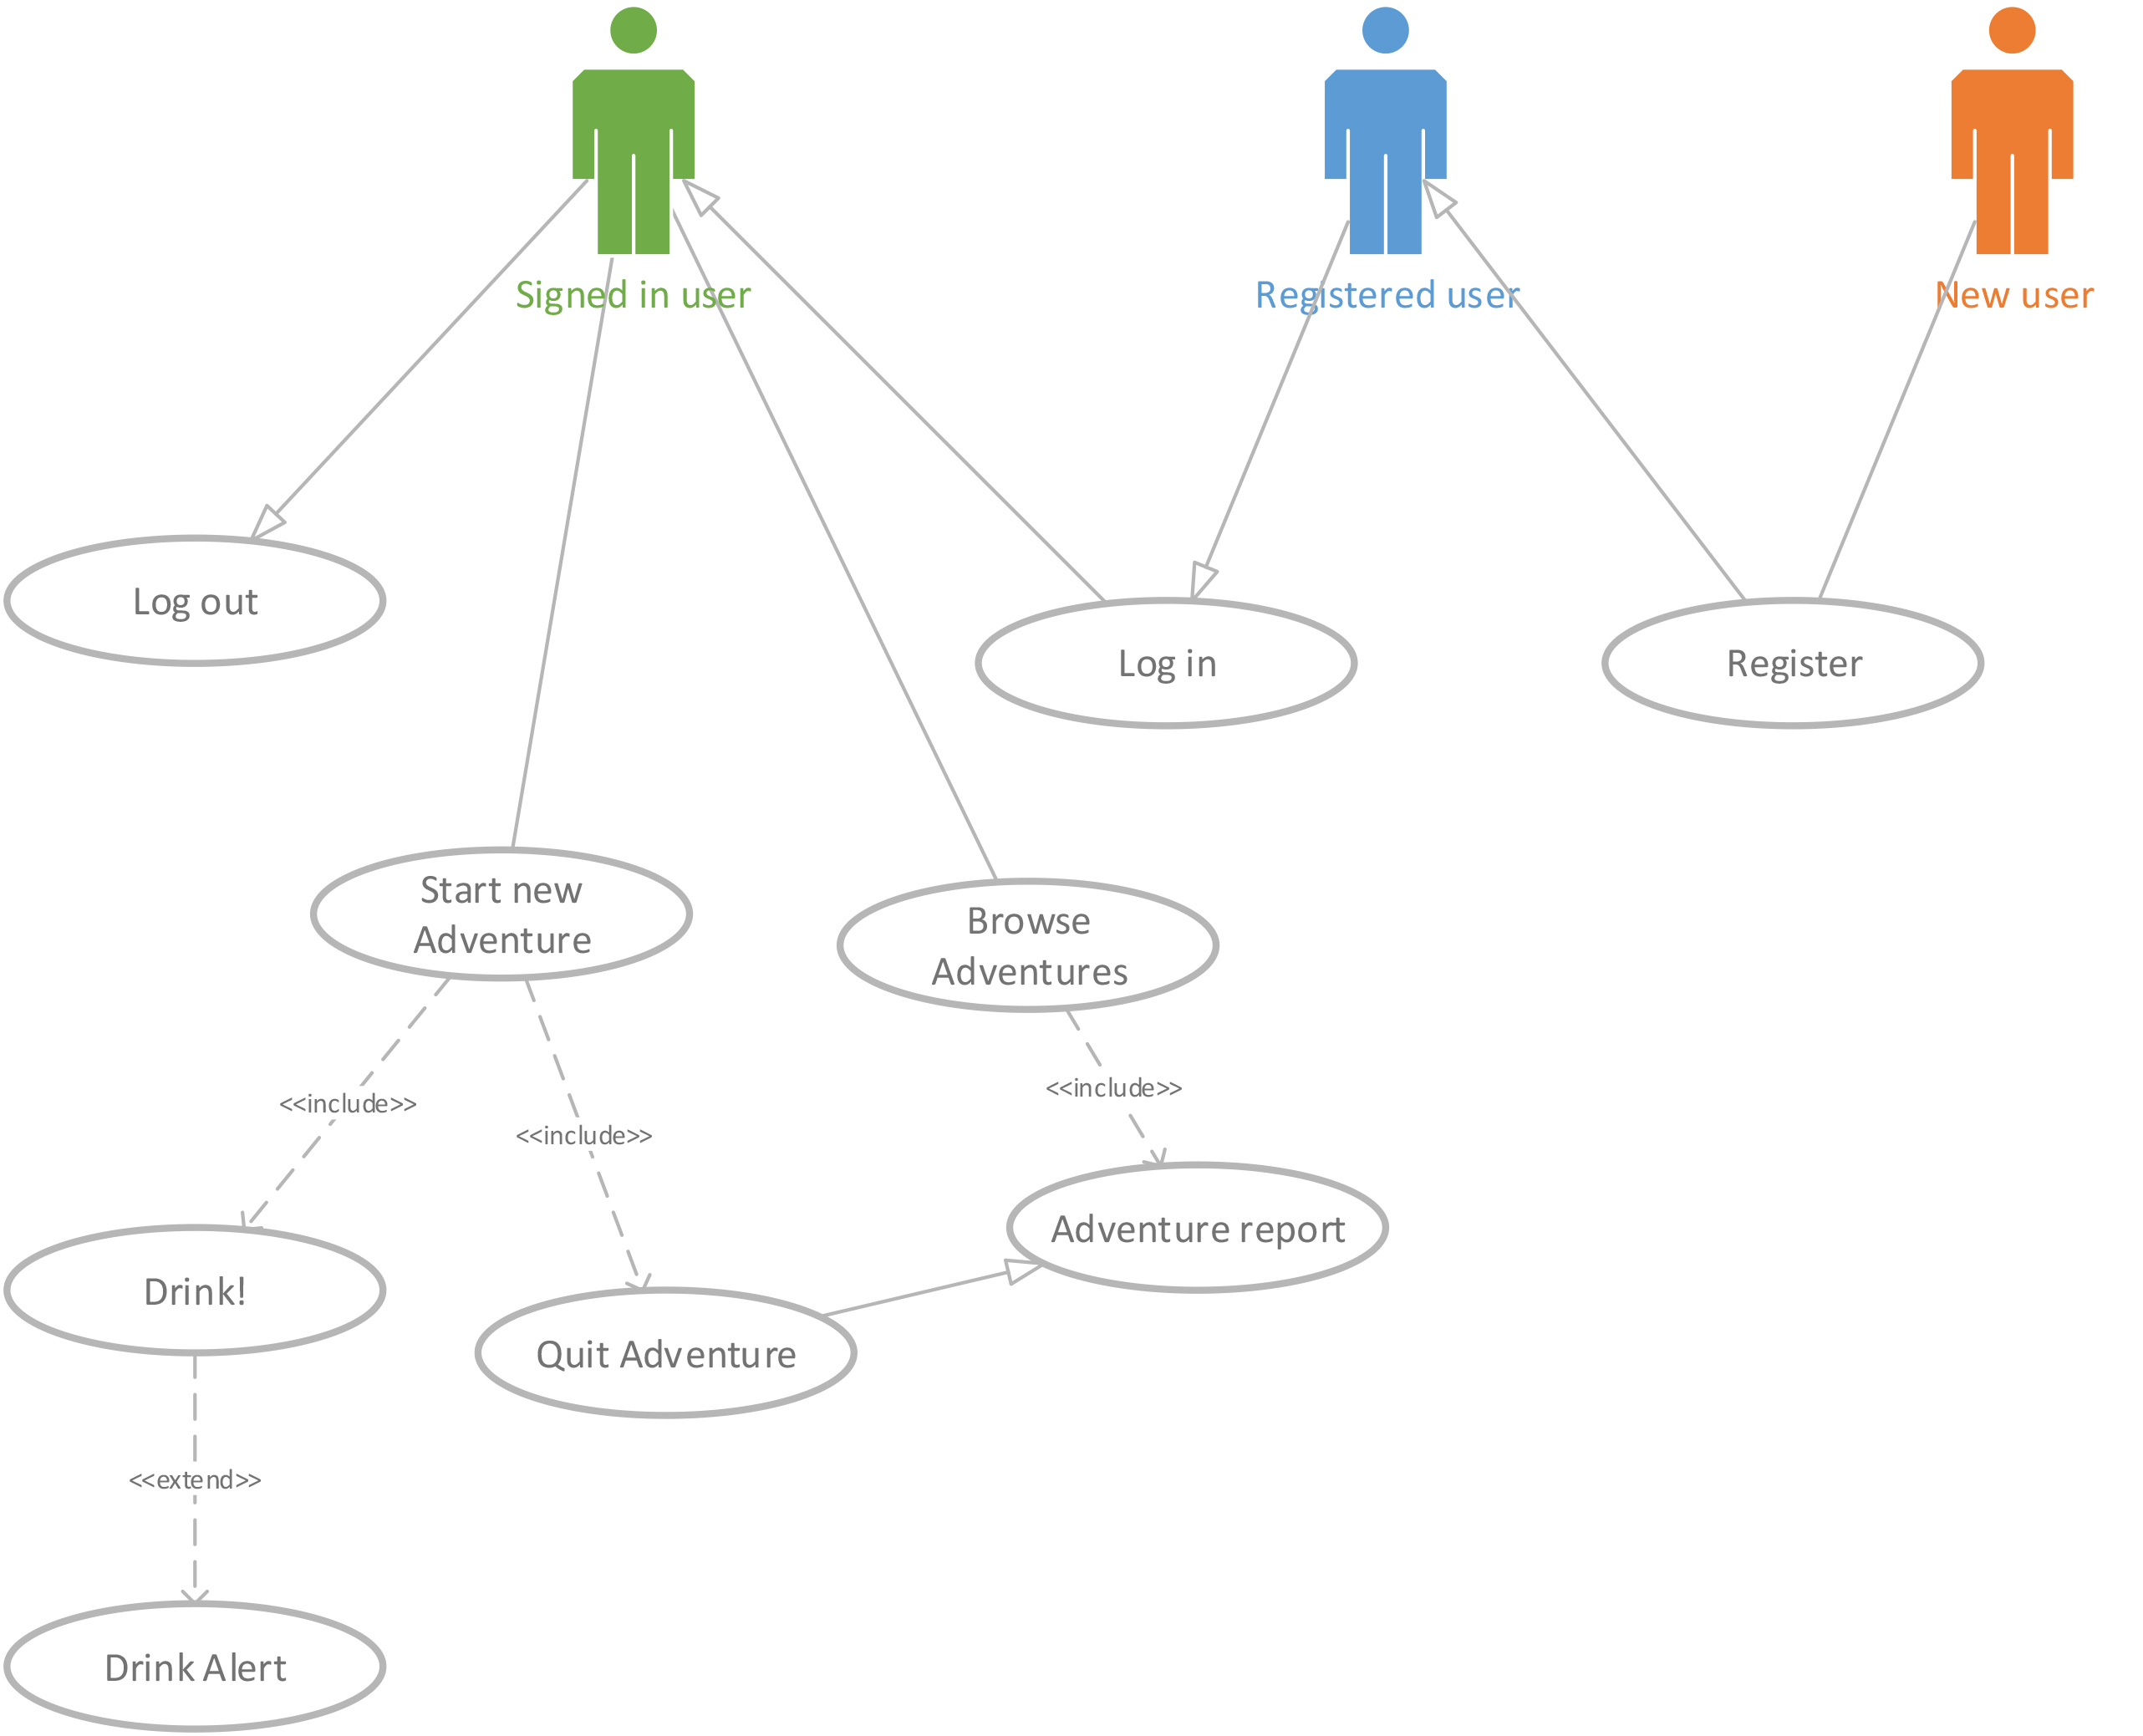 Signed in user
Registered user
New user
Log out
Log in
Register
Start new
Adventure
Browse
Adventures
<<include>>
<<include>>
<<include>>
Adventure report
Drink!
Quit Adventure
<<extend>>
Drink Alert